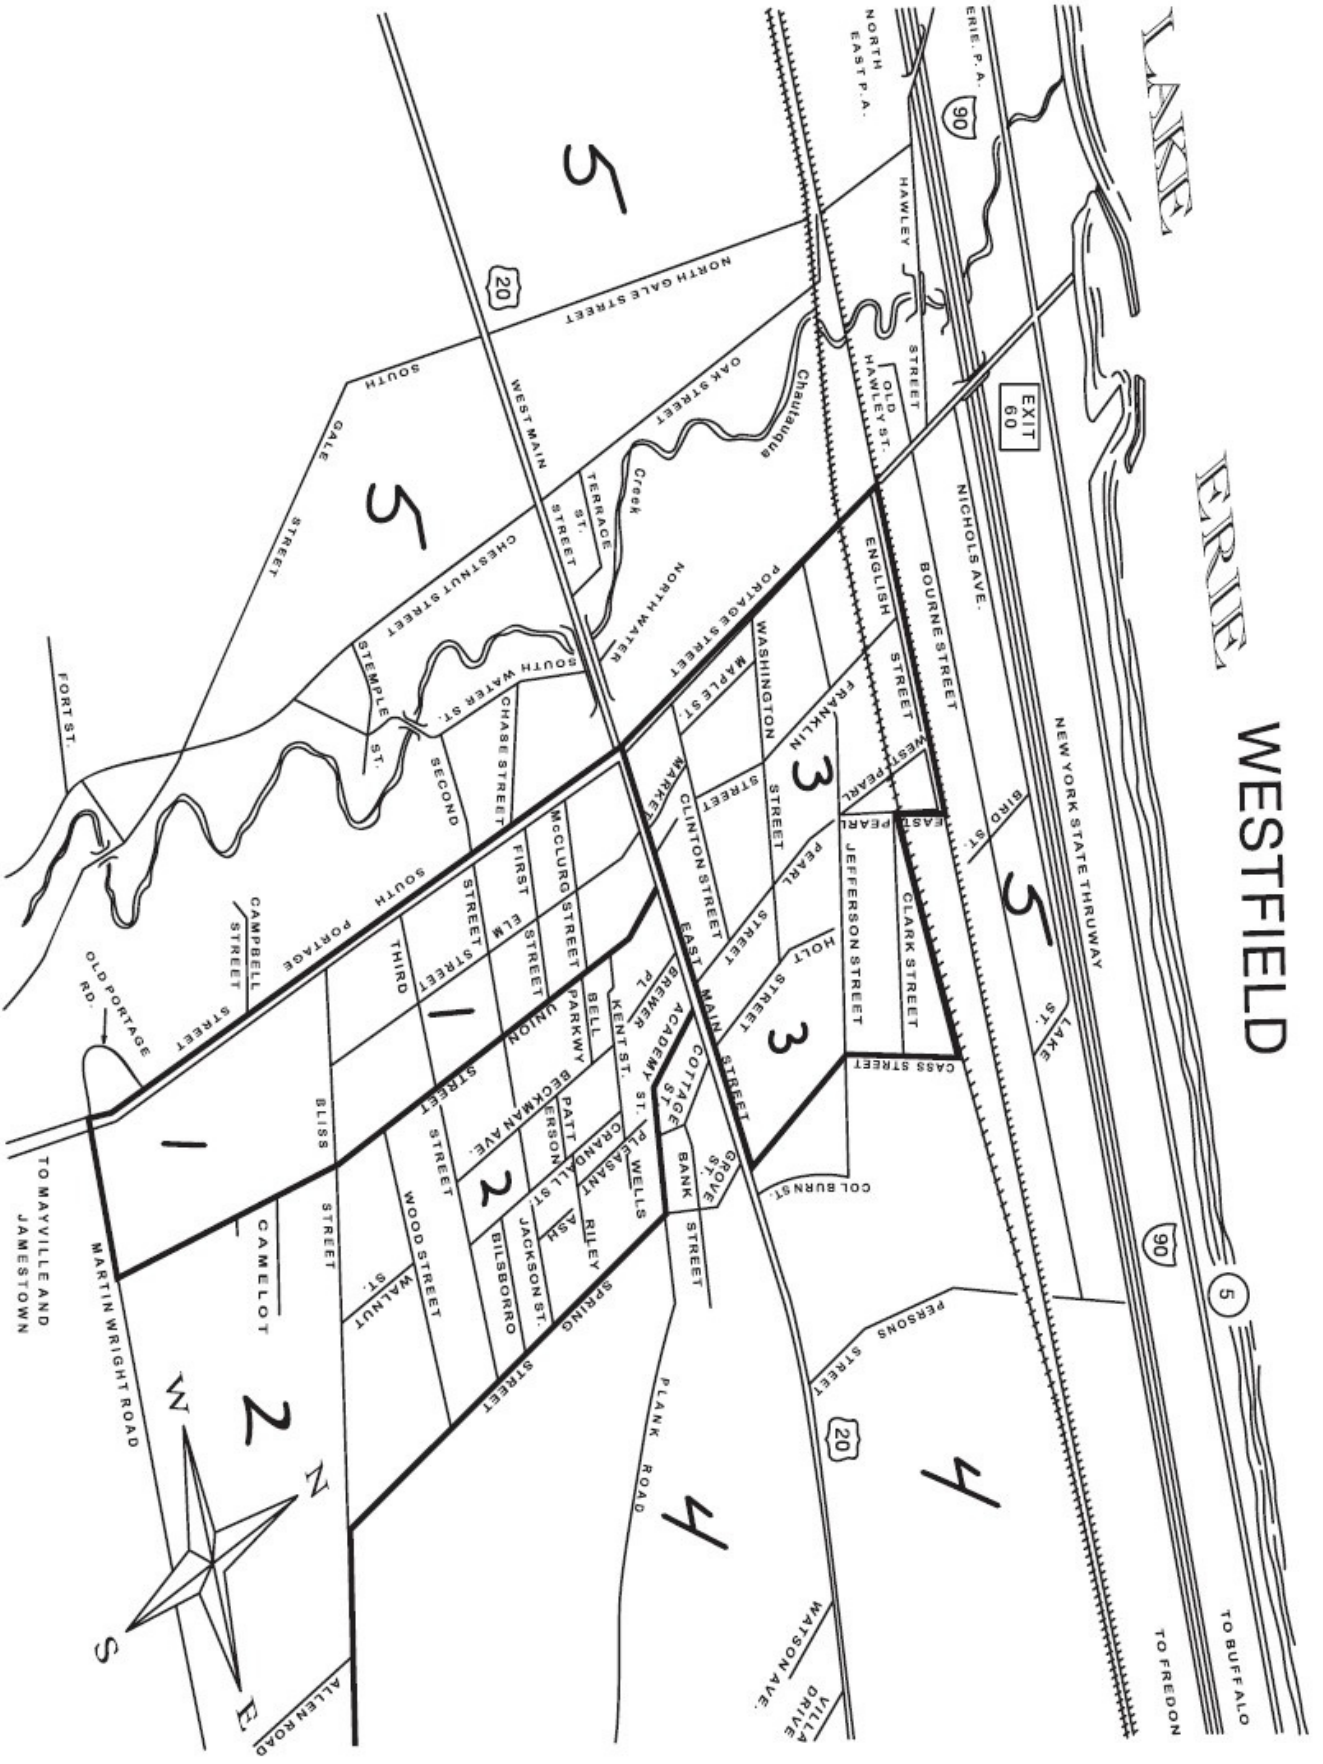 WESTFIELD
LAKE
ERIE
ERIE. P. A.
NORTH
EAST P. A.
90
HAWLEY
STREET
EXIT
60
OLD
HAWLEY ST.
NICHOLS AVE.
BOURNE STREET
NEW YORK STATE THRUWAY
BIRD ST.
LAKE
ST.
90
5
TO BUFFALO
TO FREDON
5
5
5
20
NORTH GALE STREET
SOUTH
GALE
STREET
OAK STREET
Chautauqua
Creek
WEST MAIN
STREET
TERRACE
ST.
CHESTNUT STREET
NORTH WATER
SOUTH WATER ST.
STEMPLE
ST.
FORT ST.
CHASE STREET
SECOND
STREET
PORTAGE STREET
ENGLISH
STREET
WASHINGTON
STREET
MAPLE ST.
FRANKLIN
STREET
WEST PEARL
EAST
PEARL
MARKET
CLINTON STREET
PEARL
STREET
JEFFERSON STREET
CLARK STREET
HOLT
STREET
CASS STREET
3
3
EAST
MAIN
STREET
COLBURN ST.
PERSONS
STREET
20
4
4
PLANK
ROAD
WATSON AVE.
VILLA
DRIVE
McCLURG STREET
FIRST
STREET
ELM
STREET
THIRD
STREET
SOUTH
PORTAGE
STREET
CAMPBELL
STREET
OLD PORTAGE
RD.
1
1
UNION
STREET
BLISS
STREET
BREWER
PL
ACADEMY
ST.
COTTAGE
ST.
KENT ST.
BELL
PARKWY
BECKMAN AVE.
PATT
ERSON
CRANDALL ST.
PLEASANT
WELLS
BANK
STREET
GROVE
ST.
ASH
RILEY
JACKSON ST.
BILSBORRO
SPRING
STREET
WOOD STREET
WALNUT
ST.
2
2
CAMELOT
MARTIN WRIGHT ROAD
TO MAYVILLE AND
JAMESTOWN
ALLEN ROAD
N
W
E
S